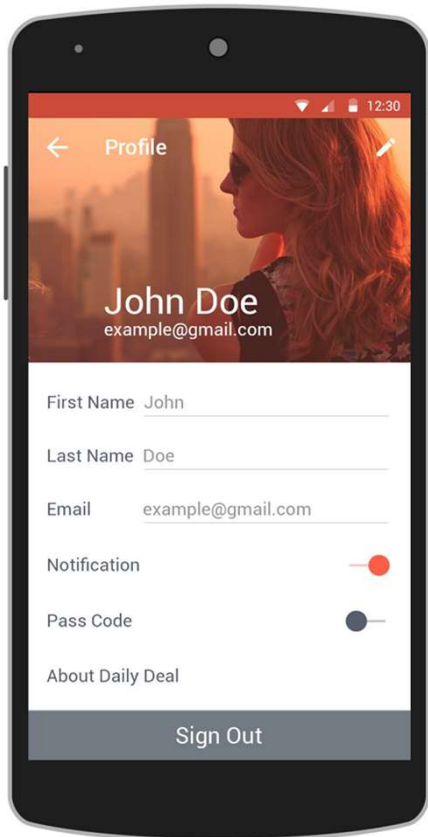 12:30
Profile
John Doe
example@gmail.com
First Name John
Last Name Doe
Email example@gmail.com
Notification
Pass Code
About Daily Deal
Sign Out